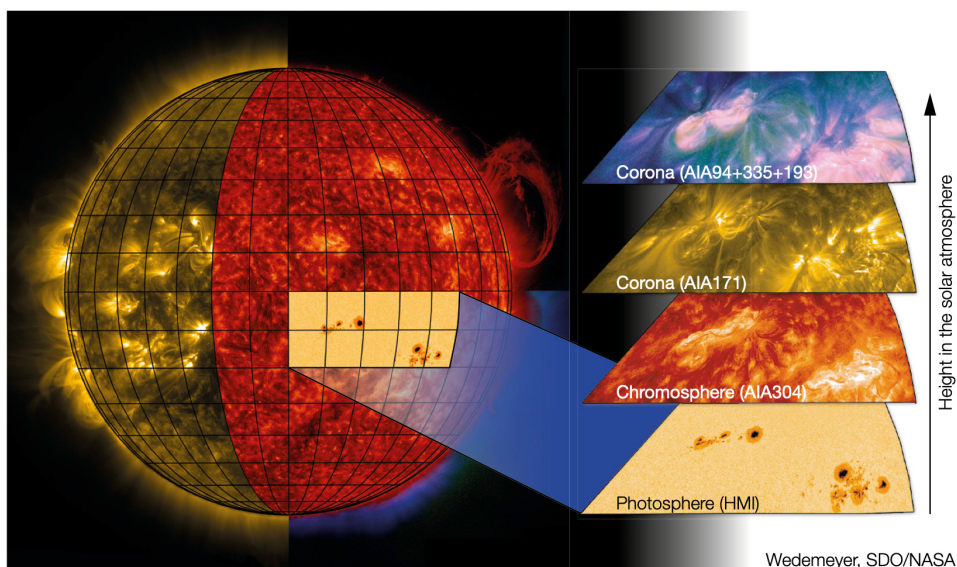 Corona (AIA94+335+193)
Corona (AIA171)
Chromosphere (AIA304)
Photosphere (HMI)
Height in the solar atmosphere
Wedemeyer, SDO/NASA